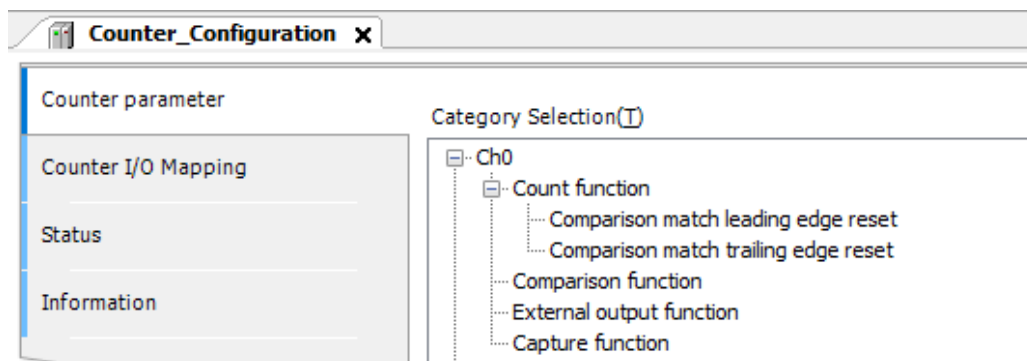 Counter_Configuration x
Counter parameter
Counter I/O Mapping
Status
Information
Category Selection(T)
Ch0
Count function
Comparison match leading edge reset
Comparison match trailing edge reset
Comparison function
External output function
Capture function